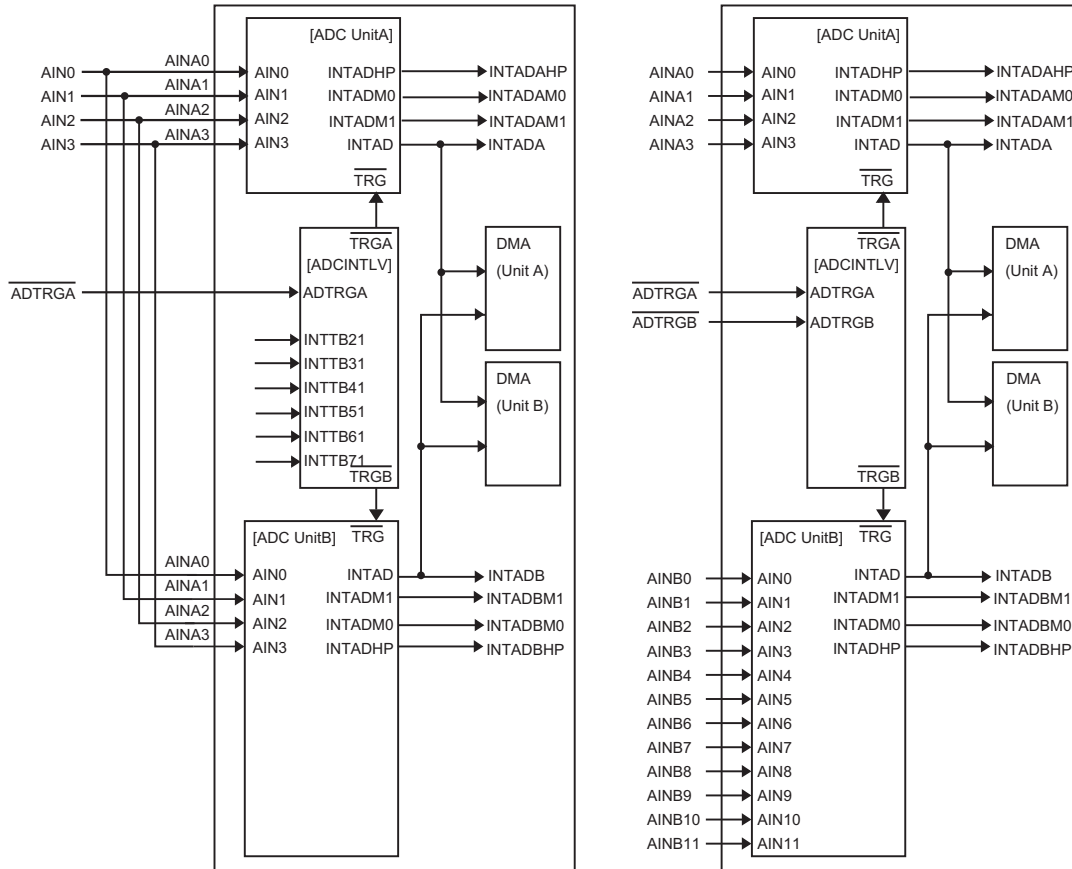 [ADC UnitA]
AIN0
AINA0
AIN0
INTADHP
INTADAHP
AIN1
AINA1
AIN1
INTADM0
INTADAM0
AIN2
AINA2
AIN2
INTADM1
INTADAM1
AIN3
AINA3
AIN3
INTAD
INTADA
TRG
TRGA
[ADCINTLV]
ADTRGA
ADTRGA
INTTB21
INTTB31
INTTB41
INTTB51
INTTB61
INTTB71
TRGB
DMA
(Unit A)
DMA
(Unit B)
[ADC UnitB]
TRG
AINA0
AIN0
INTAD
INTADB
AINA1
AIN1
INTADM1
INTADBM1
AINA2
AIN2
INTADM0
INTADBM0
AINA3
AIN3
INTADHP
INTADBHP
[ADC UnitA]
AINA0
AIN0
INTADHP
INTADAHP
AINA1
AIN1
INTADM0
INTADAM0
AINA2
AIN2
INTADM1
INTADAM1
AINA3
AIN3
INTAD
INTADA
TRG
TRGA
[ADCINTLV]
ADTRGA
ADTRGA
ADTRGB
ADTRGB
TRGB
DMA
(Unit A)
DMA
(Unit B)
[ADC UnitB]
TRG
AINB0
AIN0
INTAD
INTADB
AINB1
AIN1
INTADM1
INTADBM1
AINB2
AIN2
INTADM0
INTADBM0
AINB3
AIN3
INTADHP
INTADBHP
AINB4
AIN4
AINB5
AIN5
AINB6
AIN6
AINB7
AIN7
AINB8
AIN8
AINB9
AIN9
AINB10
AIN10
AINB11
AIN11